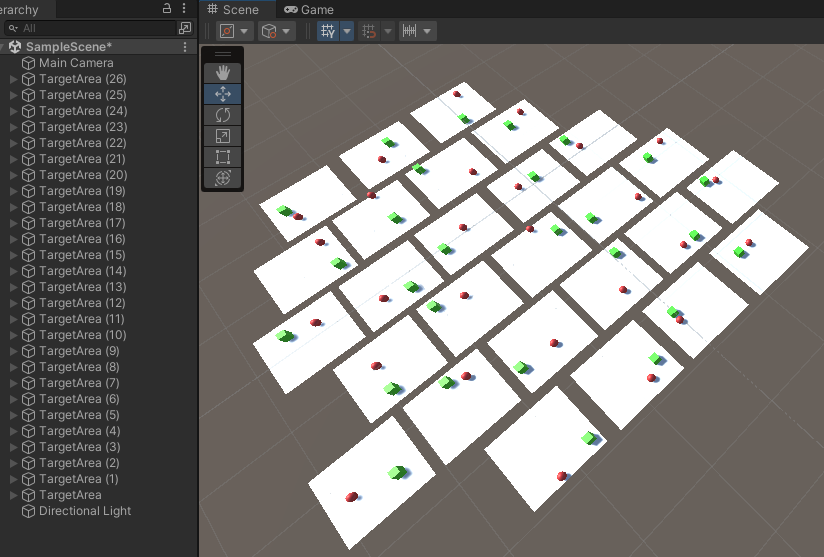 erarchy
Scene
Game
All
SampleScene*
Main Camera
TargetArea (26)
TargetArea (25)
TargetArea (24)
TargetArea (23)
TargetArea (22)
TargetArea (21)
TargetArea (20)
TargetArea (19)
TargetArea (18)
TargetArea (17)
TargetArea (16)
TargetArea (15)
TargetArea (14)
TargetArea (13)
TargetArea (12)
TargetArea (11)
TargetArea (10)
TargetArea (9)
TargetArea (8)
TargetArea (7)
TargetArea (6)
TargetArea (5)
TargetArea (4)
TargetArea (3)
TargetArea (2)
TargetArea (1)
TargetArea
Directional Light